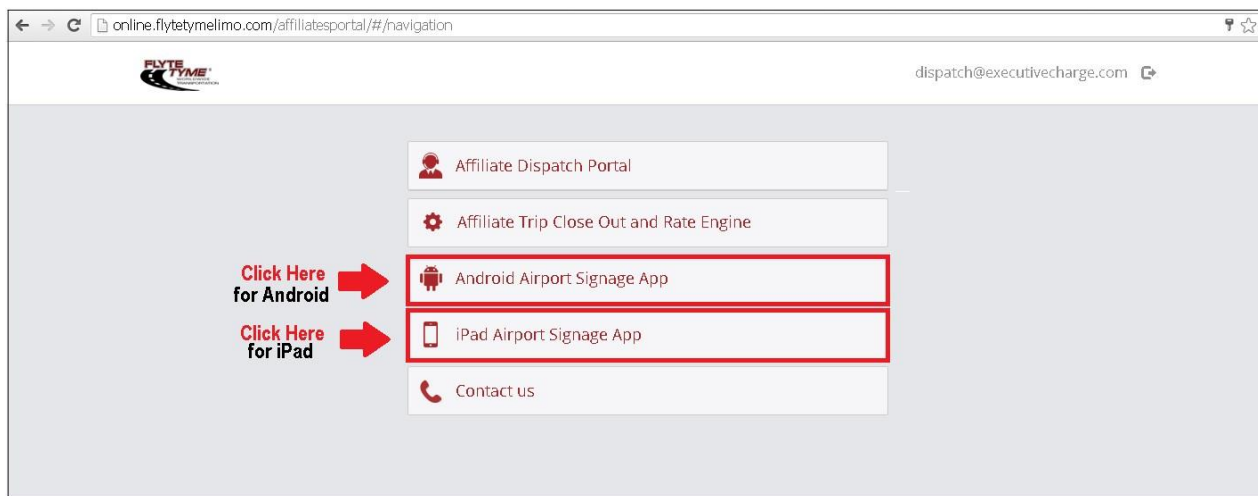 online.flytetymelimo.com/affiliatesportal/#/navigation
FLYTE
TYME
WORLDWIDE
TRANSPORTATION
dispatch@executivecharge.com
Affiliate Dispatch Portal
Affiliate Trip Close Out and Rate Engine
Click Here
for Android
Android Airport Signage App
Click Here
for iPad
iPad Airport Signage App
Contact us